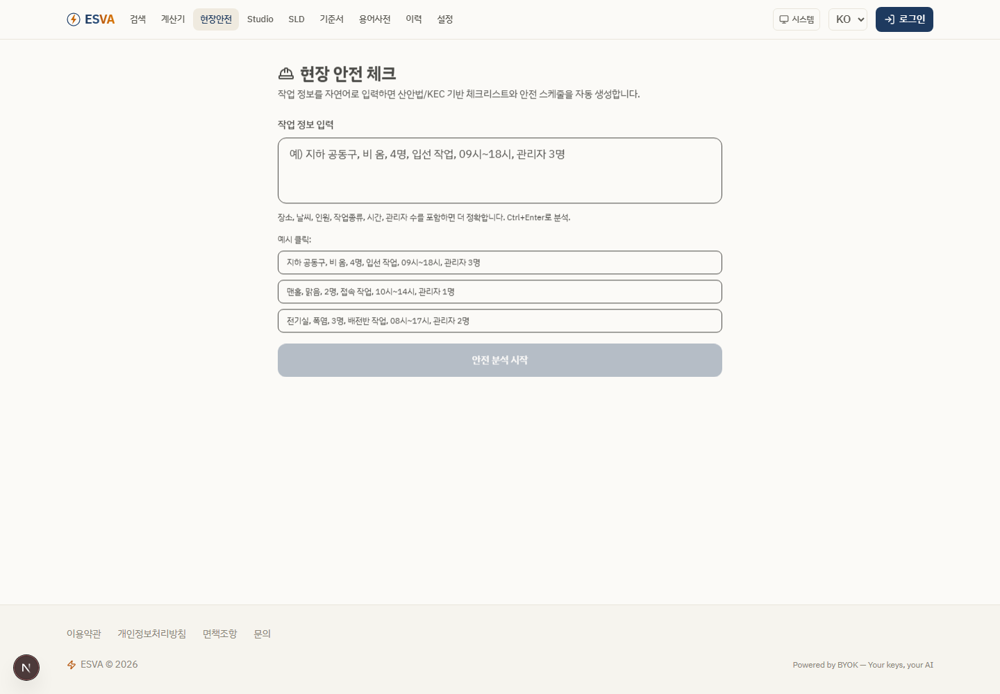 ESVA 검색 계산기 현장안전 Studio SLD 기준서 용어사전 이력 설정 시스템 KO 로그인
현장 안전 체크
작업 정보를 자연어로 입력하면 산안법/KEC 기반 체크리스트와 안전 스케줄을 자동 생성합니다.
작업 정보 입력
예) 지하 공동구, 비 옴, 4명, 입선 작업, 09시~18시, 관리자 3명
장소, 날씨, 인원, 작업종류, 시간, 관리자 수를 포함하면 더 정확합니다. Ctrl+Enter로 분석.
예시 클릭:
지하 공동구, 비 옴, 4명, 입선 작업, 09시~18시, 관리자 3명
맨홀, 맑음, 2명, 접속 작업, 10시~14시, 관리자 1명
전기실, 폭염, 3명, 배전반 작업, 08시~17시, 관리자 2명
안전 분석 시작
이용약관 개인정보처리방침 면책조항 문의
ESVA © 2026
Powered by BYOK — Your keys, your AI
N